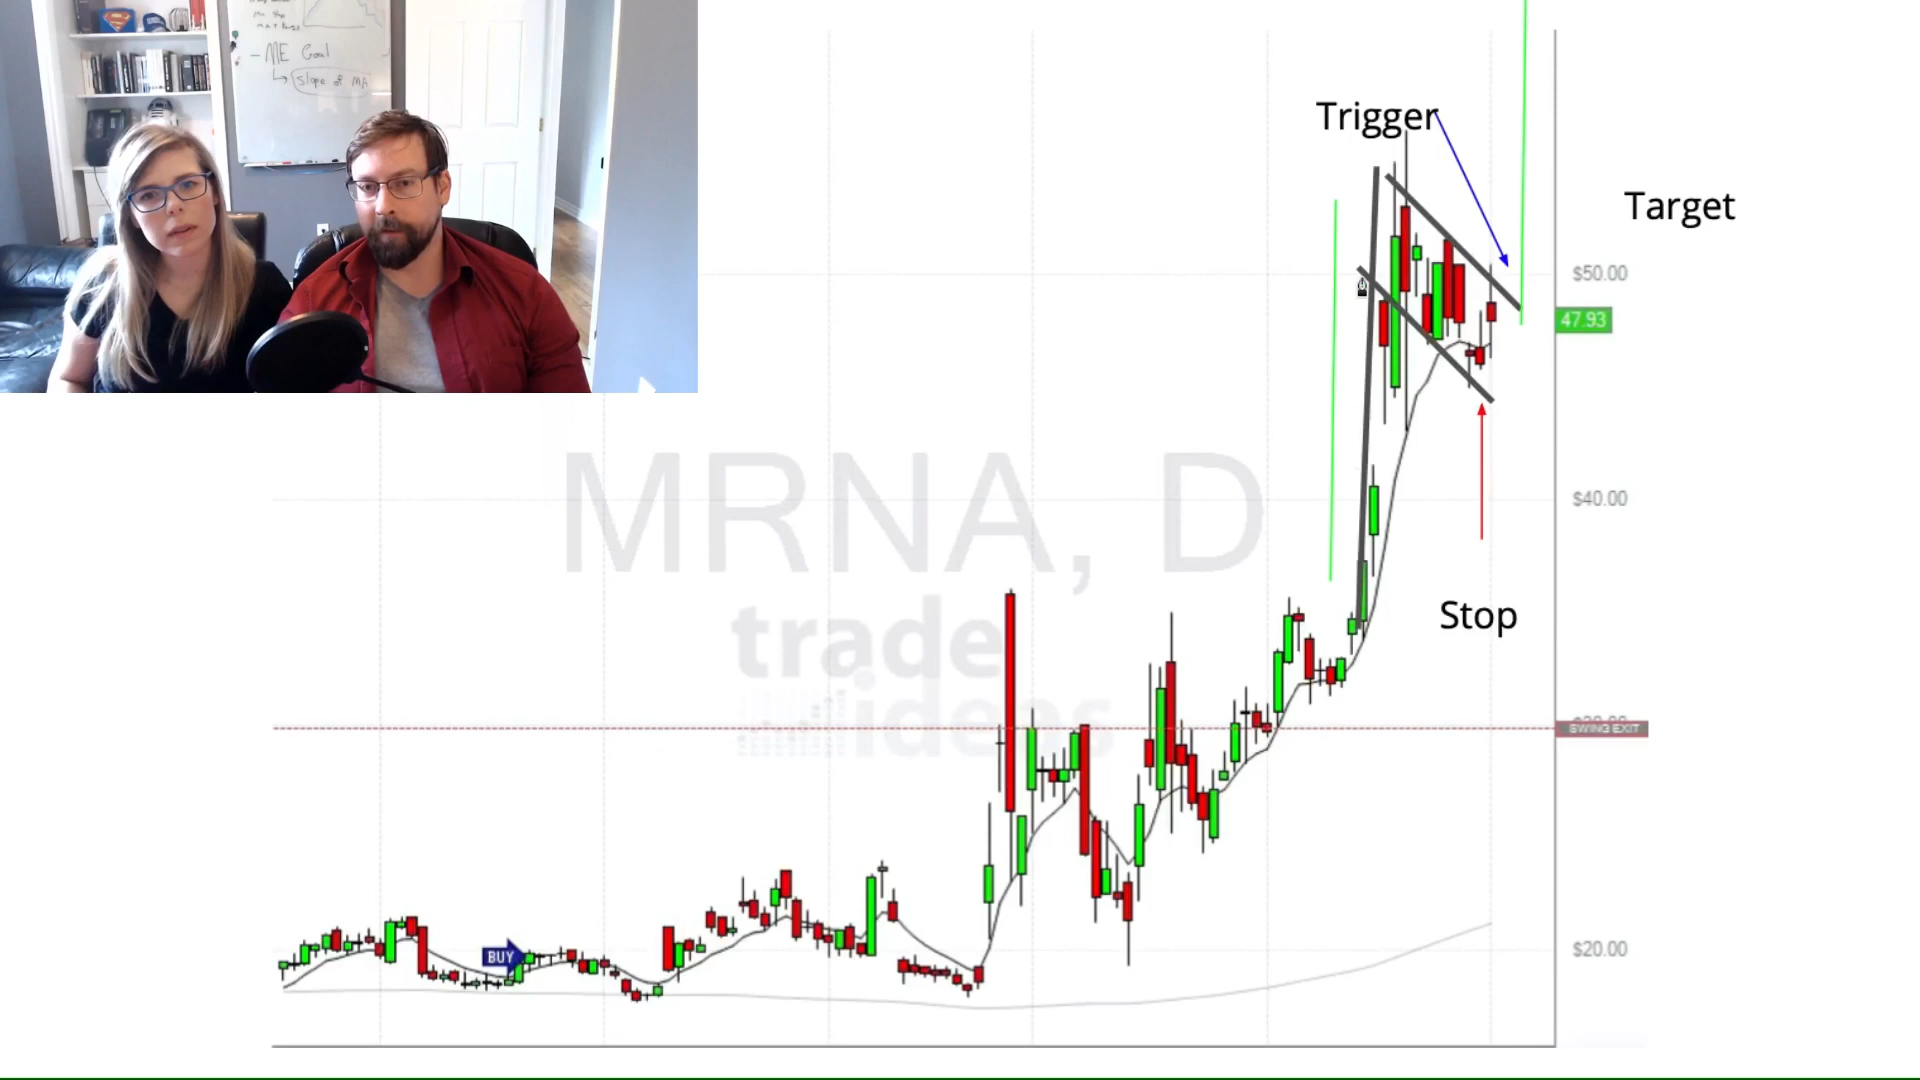 - ME Goal
Slope of MA
Trigger
Target
$50.00
47.93
MRNA, D
$40.00
trade
ideas
Stop
SWING EXIT
BUY
$20.00